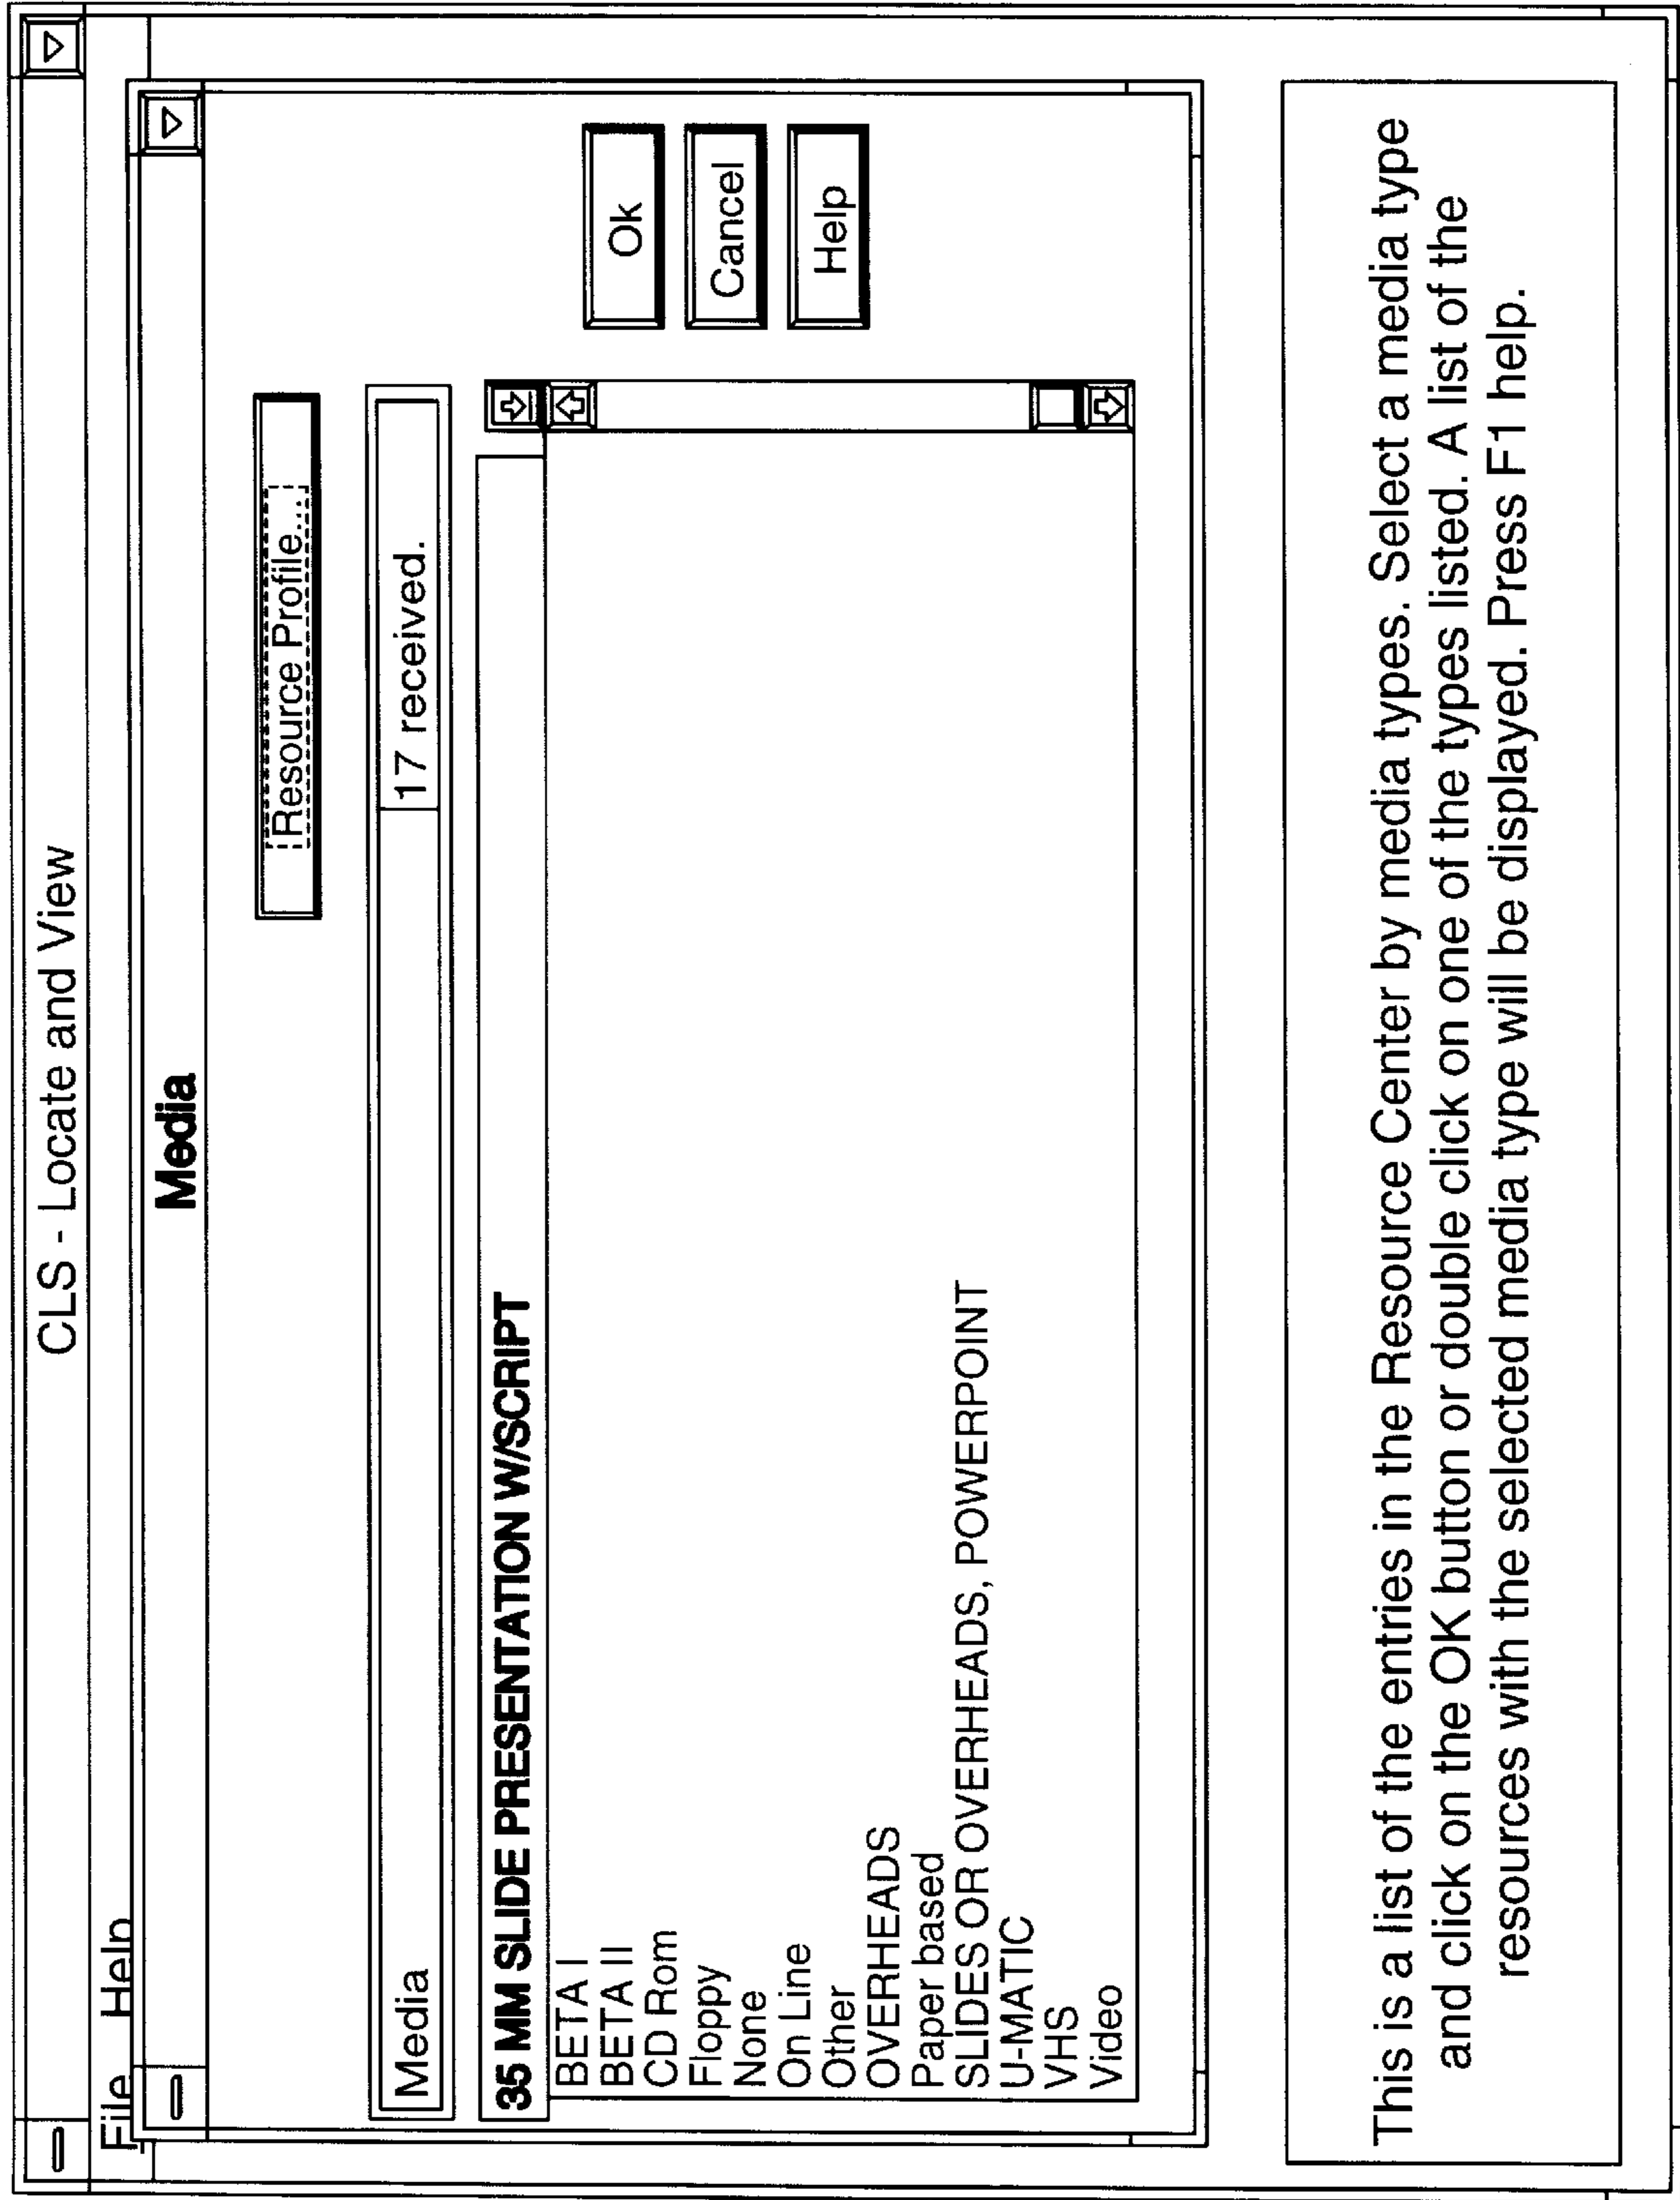 CLS - Locate and View
File Help
Media
Resource Profile...
Media 17 received.
35 MM SLIDE PRESENTATION W/SCRIPT
BETA I
BETA II
CD Rom
Floppy
None
On Line
Other
OVERHEADS
Paper based
SLIDES OR OVERHEADS, POWERPOINT
U-MATIC
VHS
Video
Ok
Cancel
Help
This is a list of the entries in the Resource Center by media types. Select a media type
and click on the OK button or double click on one of the types listed. A list of the
resources with the selected media type will be displayed. Press F1 help.